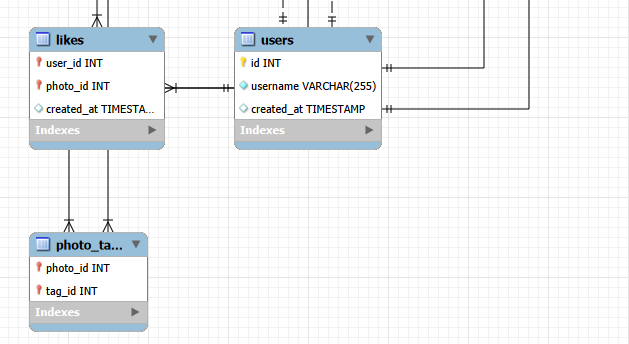 likes
user_id INT
photo_id INT
created_at TIMESTA...
Indexes
users
id INT
username VARCHAR(255)
created_at TIMESTAMP
Indexes
photo_ta...
photo_id INT
tag_id INT
Indexes